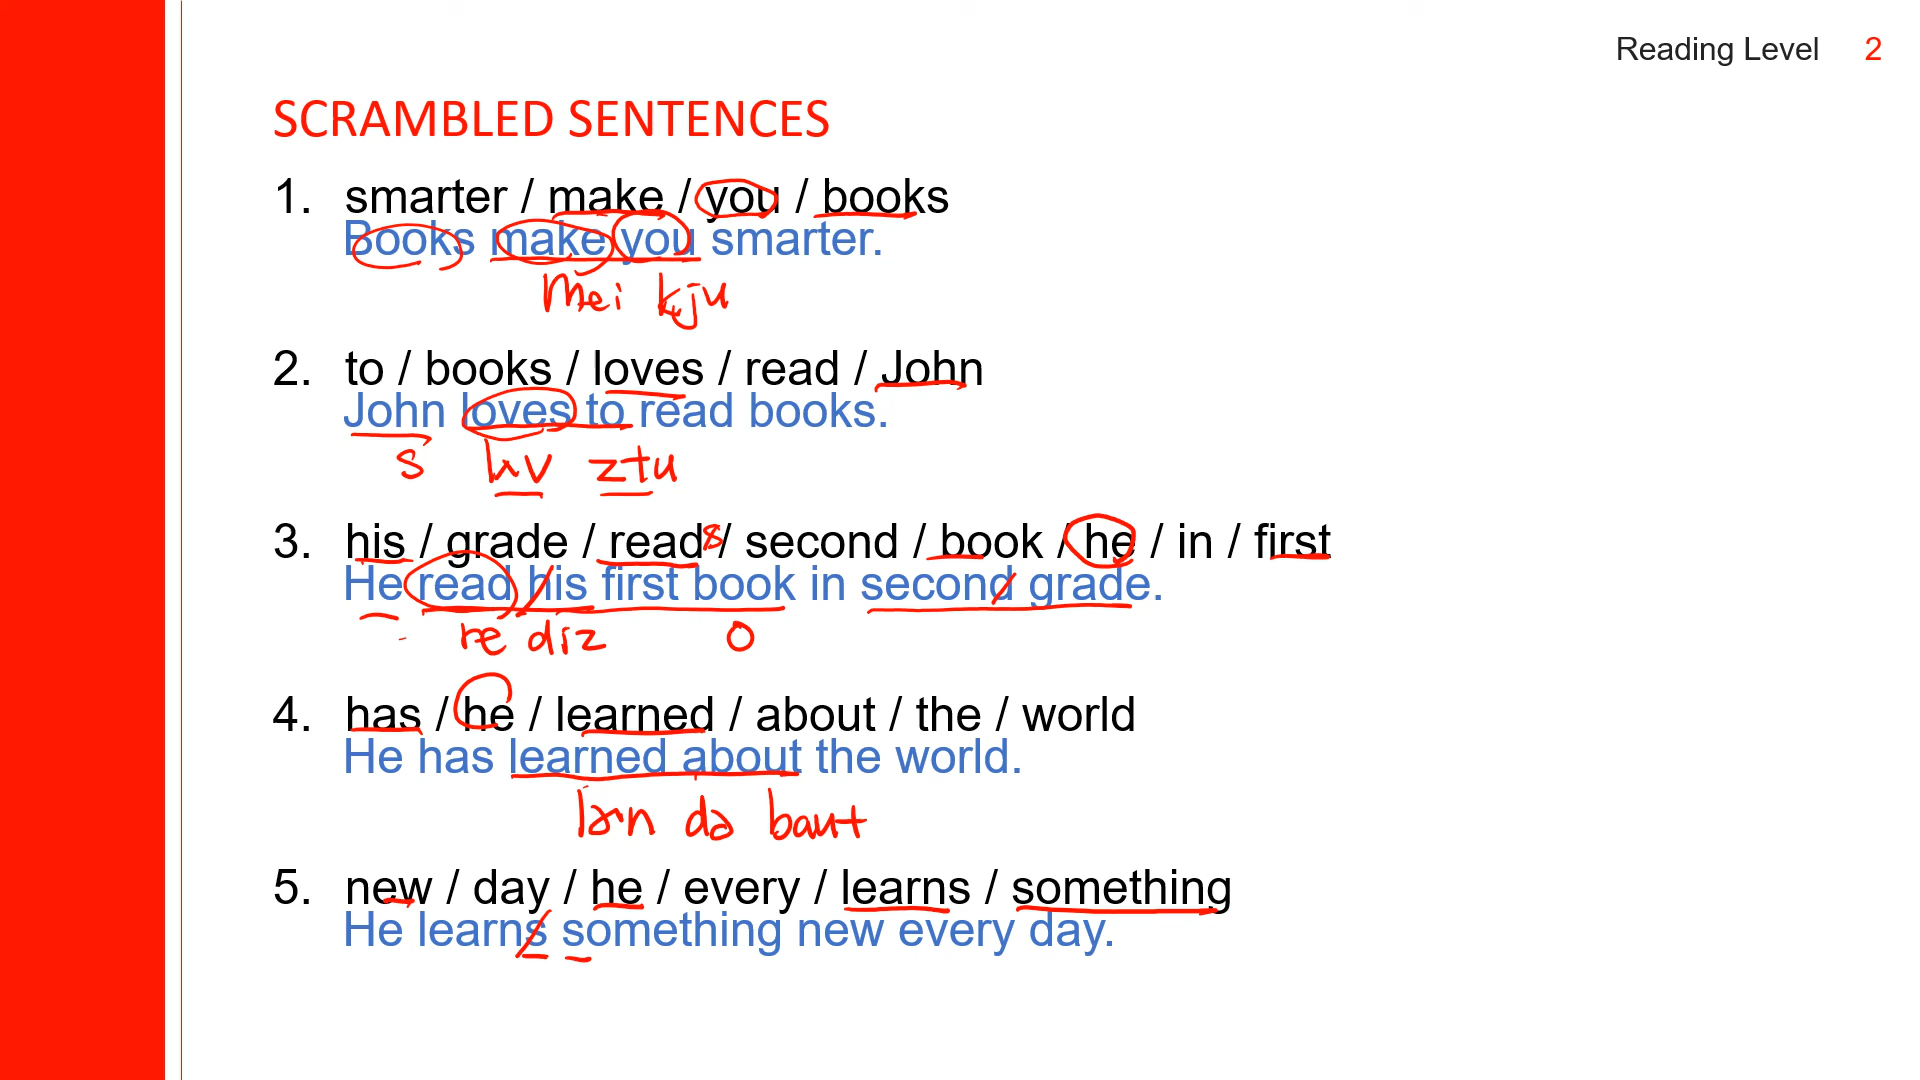 Reading Level 2
SCRAMBLED SENTENCES
1. smarter / make / you / books
Books make you smarter.
mei kju
2. to / books / loves / read / John
John loves to read books.
s lʌv ztu
3. his / grade / read s / second / book / he / in / first
He read his first book in second grade.
re diz o
4. has / he / learned / about / the / world
He has learned about the world.
lɜn də baut
5. new / day / he / every / learns / something
He learns something new every day.